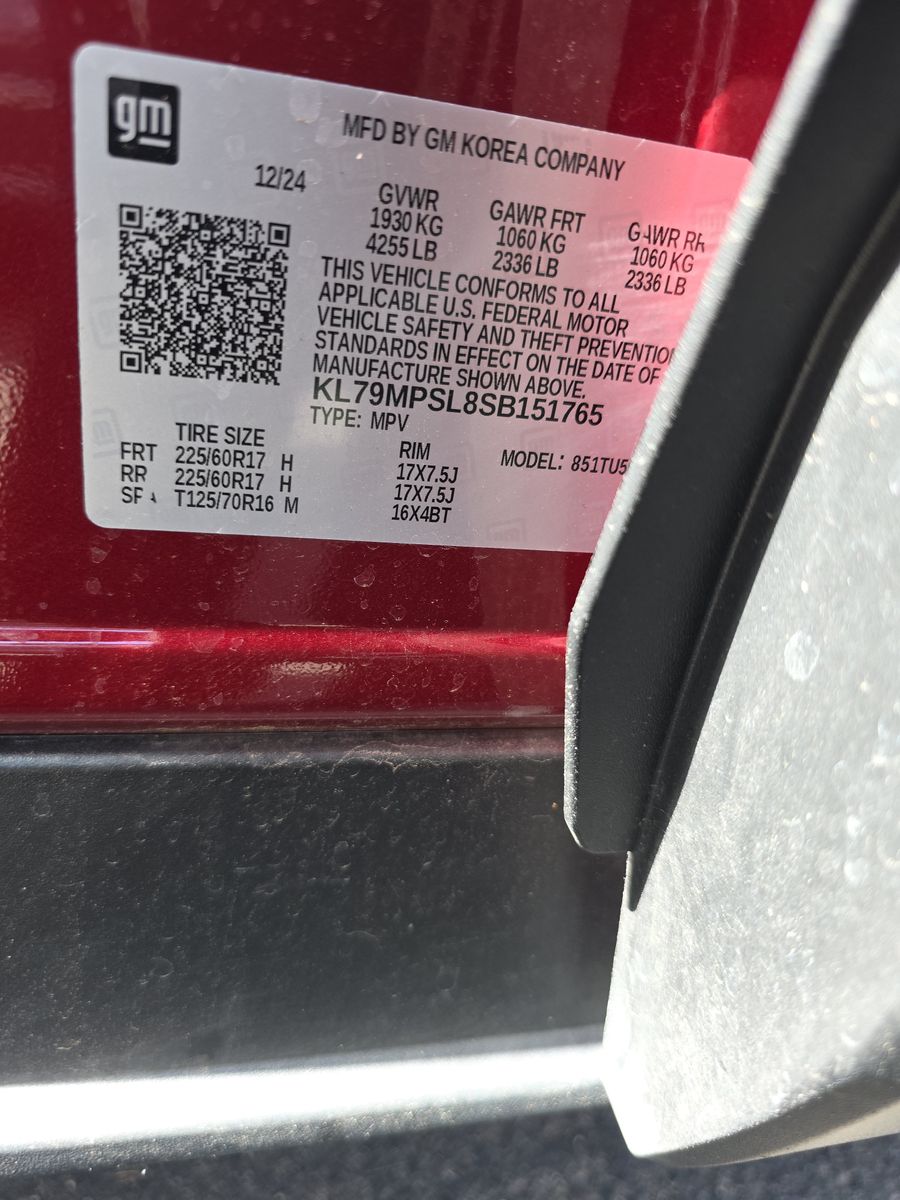 gm
MFD BY GM KOREA COMPANY
12/24
GVWR
1930 KG
4255 LB
GAWR FRT
1060 KG
2336 LB
GAWR RR
1060 KG
2336 LB
THIS VEHICLE CONFORMS TO ALL
APPLICABLE U.S. FEDERAL MOTOR
VEHICLE SAFETY AND THEFT PREVENTION
STANDARDS IN EFFECT ON THE DATE OF
MANUFACTURE SHOWN ABOVE.
KL79MPSL8SB151765
TYPE: MPV
MODEL:
TIRE SIZE RIM
FRT 225/60R17 H 17X7.5J
RR 225/60R17 H 17X7.5J
SPA T125/70R16 M 16X4BT